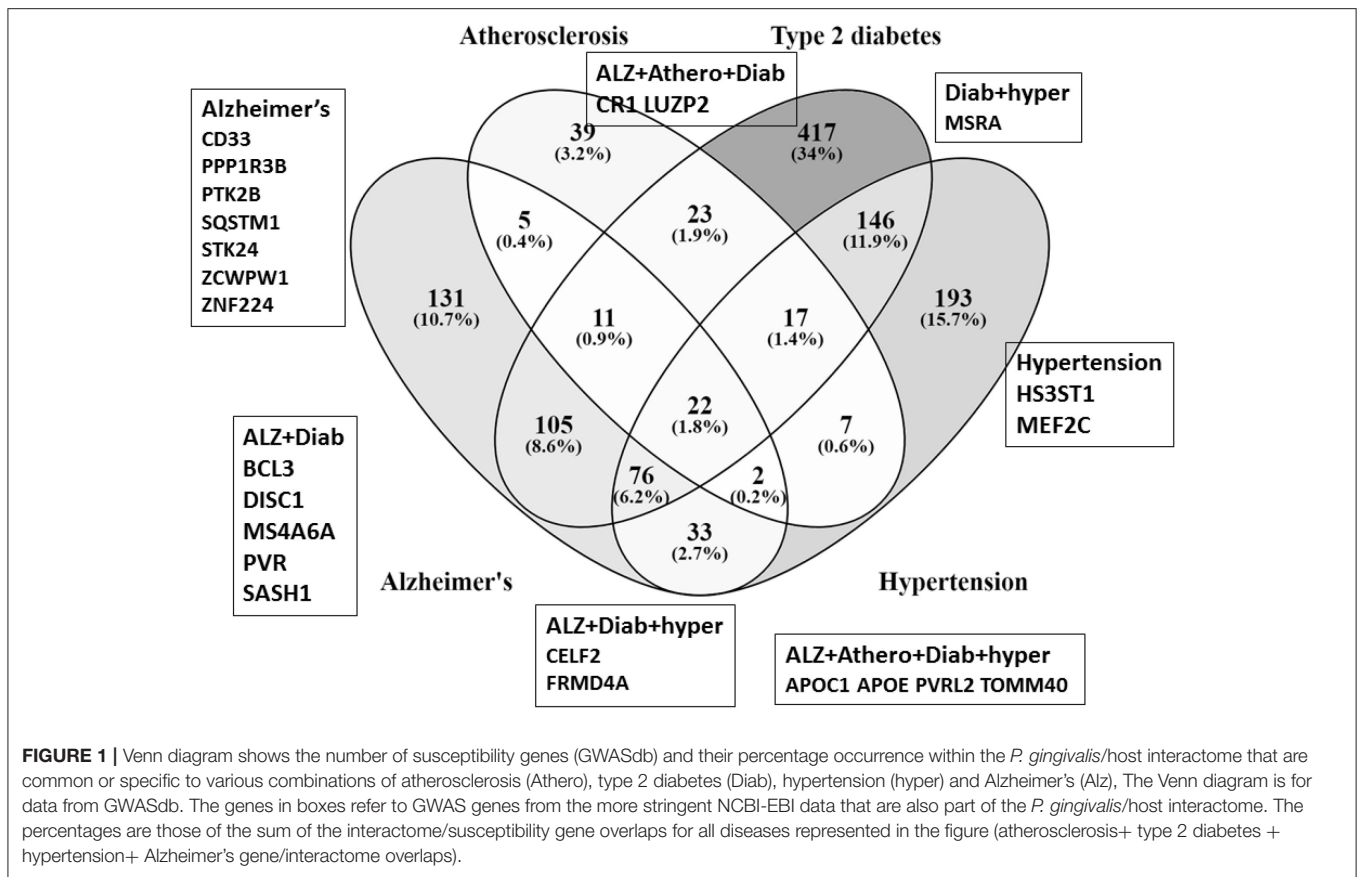 Atherosclerosis
Type 2 diabetes
ALZ+Athero+Diab
CR1 LUZP2
Diab+hyper
MSRA
Alzheimer’s
CD33
PPP1R3B
PTK2B
SQSTM1
STK24
ZCWPW1
ZNF224
39
(3.2%)
417
(34%)
5
(0.4%)
23
(1.9%)
146
(11.9%)
131
(10.7%)
11
(0.9%)
17
(1.4%)
193
(15.7%)
Hypertension
HS3ST1
MEF2C
ALZ+Diab
BCL3
DISC1
MS4A6A
PVR
SASH1
105
(8.6%)
22
(1.8%)
7
(0.6%)
76
(6.2%)
2
(0.2%)
33
(2.7%)
Alzheimer's
Hypertension
ALZ+Diab+hyper
CELF2
FRMD4A
ALZ+Athero+Diab+hyper
APOC1 APOE PVRL2 TOMM40
FIGURE 1 | Venn diagram shows the number of susceptibility genes (GWASdb) and their percentage occurrence within the P. gingivalis/host interactome that are
common or specific to various combinations of atherosclerosis (Athero), type 2 diabetes (Diab), hypertension (hyper) and Alzheimer’s (Alz), The Venn diagram is for
data from GWASdb. The genes in boxes refer to GWAS genes from the more stringent NCBI-EBI data that are also part of the P. gingivalis/host interactome. The
percentages are those of the sum of the interactome/susceptibility gene overlaps for all diseases represented in the figure (atherosclerosis+ type 2 diabetes +
hypertension+ Alzheimer’s gene/interactome overlaps).